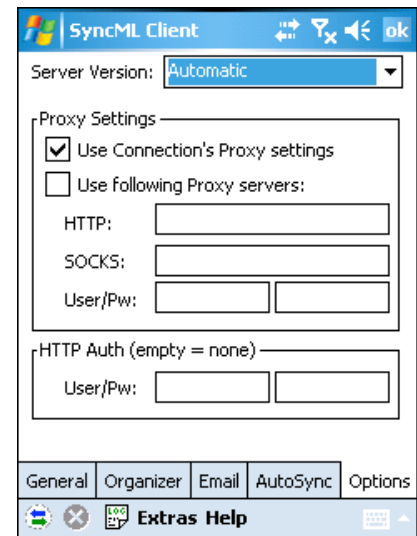 SyncML Client ok
Server Version: Automatic
Proxy Settings
Use Connection's Proxy settings
Use following Proxy servers:
HTTP:
SOCKS:
User/Pw:
HTTP Auth (empty = none)
User/Pw:
General Organizer Email AutoSync Options
LOG Extras Help